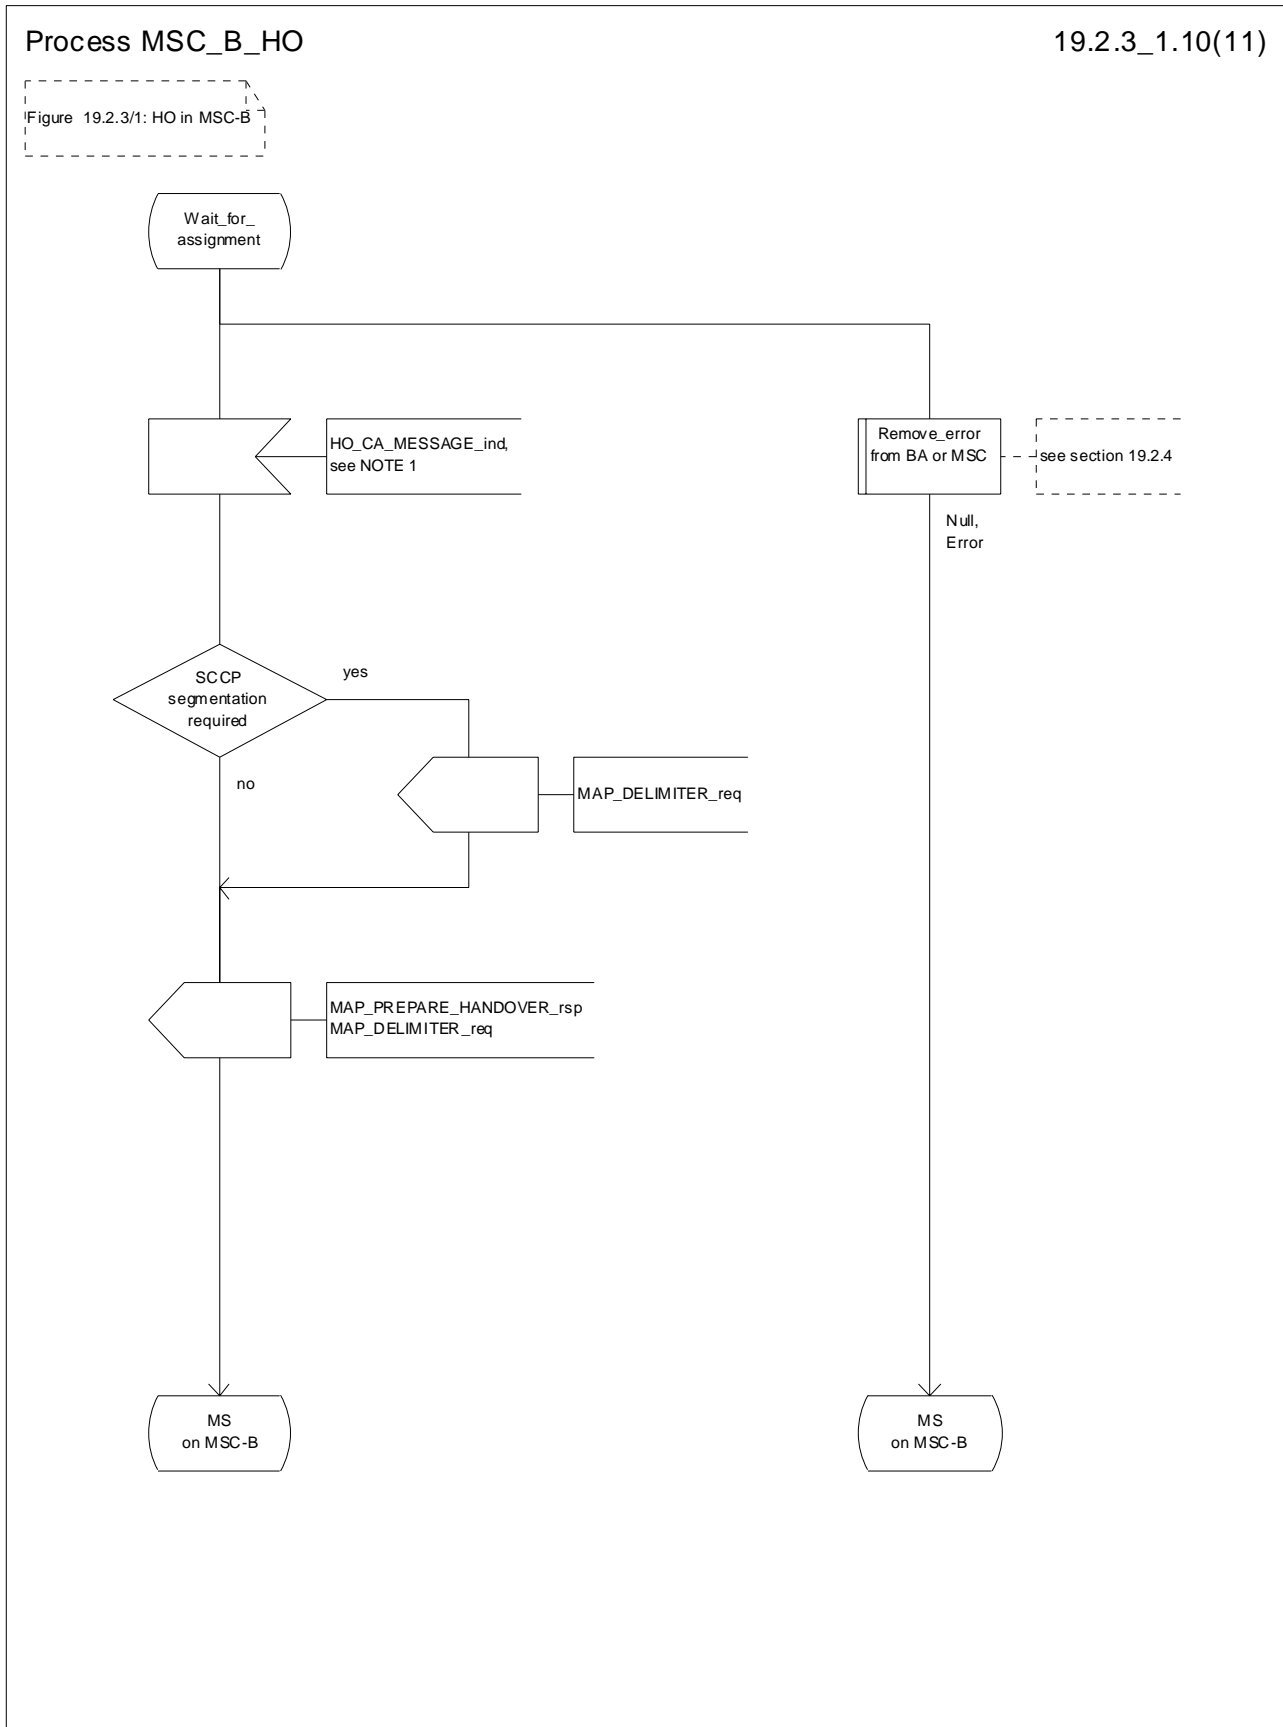 Process MSC_B_HO
19.2.3_1.10(11)
Figure 19.2.3/1: HO in MSC-B
Wait_for_
assignment
HO_CA_MESSAGE_ind,
see NOTE 1
Remove_error
from BA or MSC
see section 19.2.4
Null,
Error
SCCP
segmentation
required
yes
no
MAP_DELIMITER_req
MAP_PREPARE_HANDOVER_rsp
MAP_DELIMITER_req
MS
on MSC-B
MS
on MSC-B